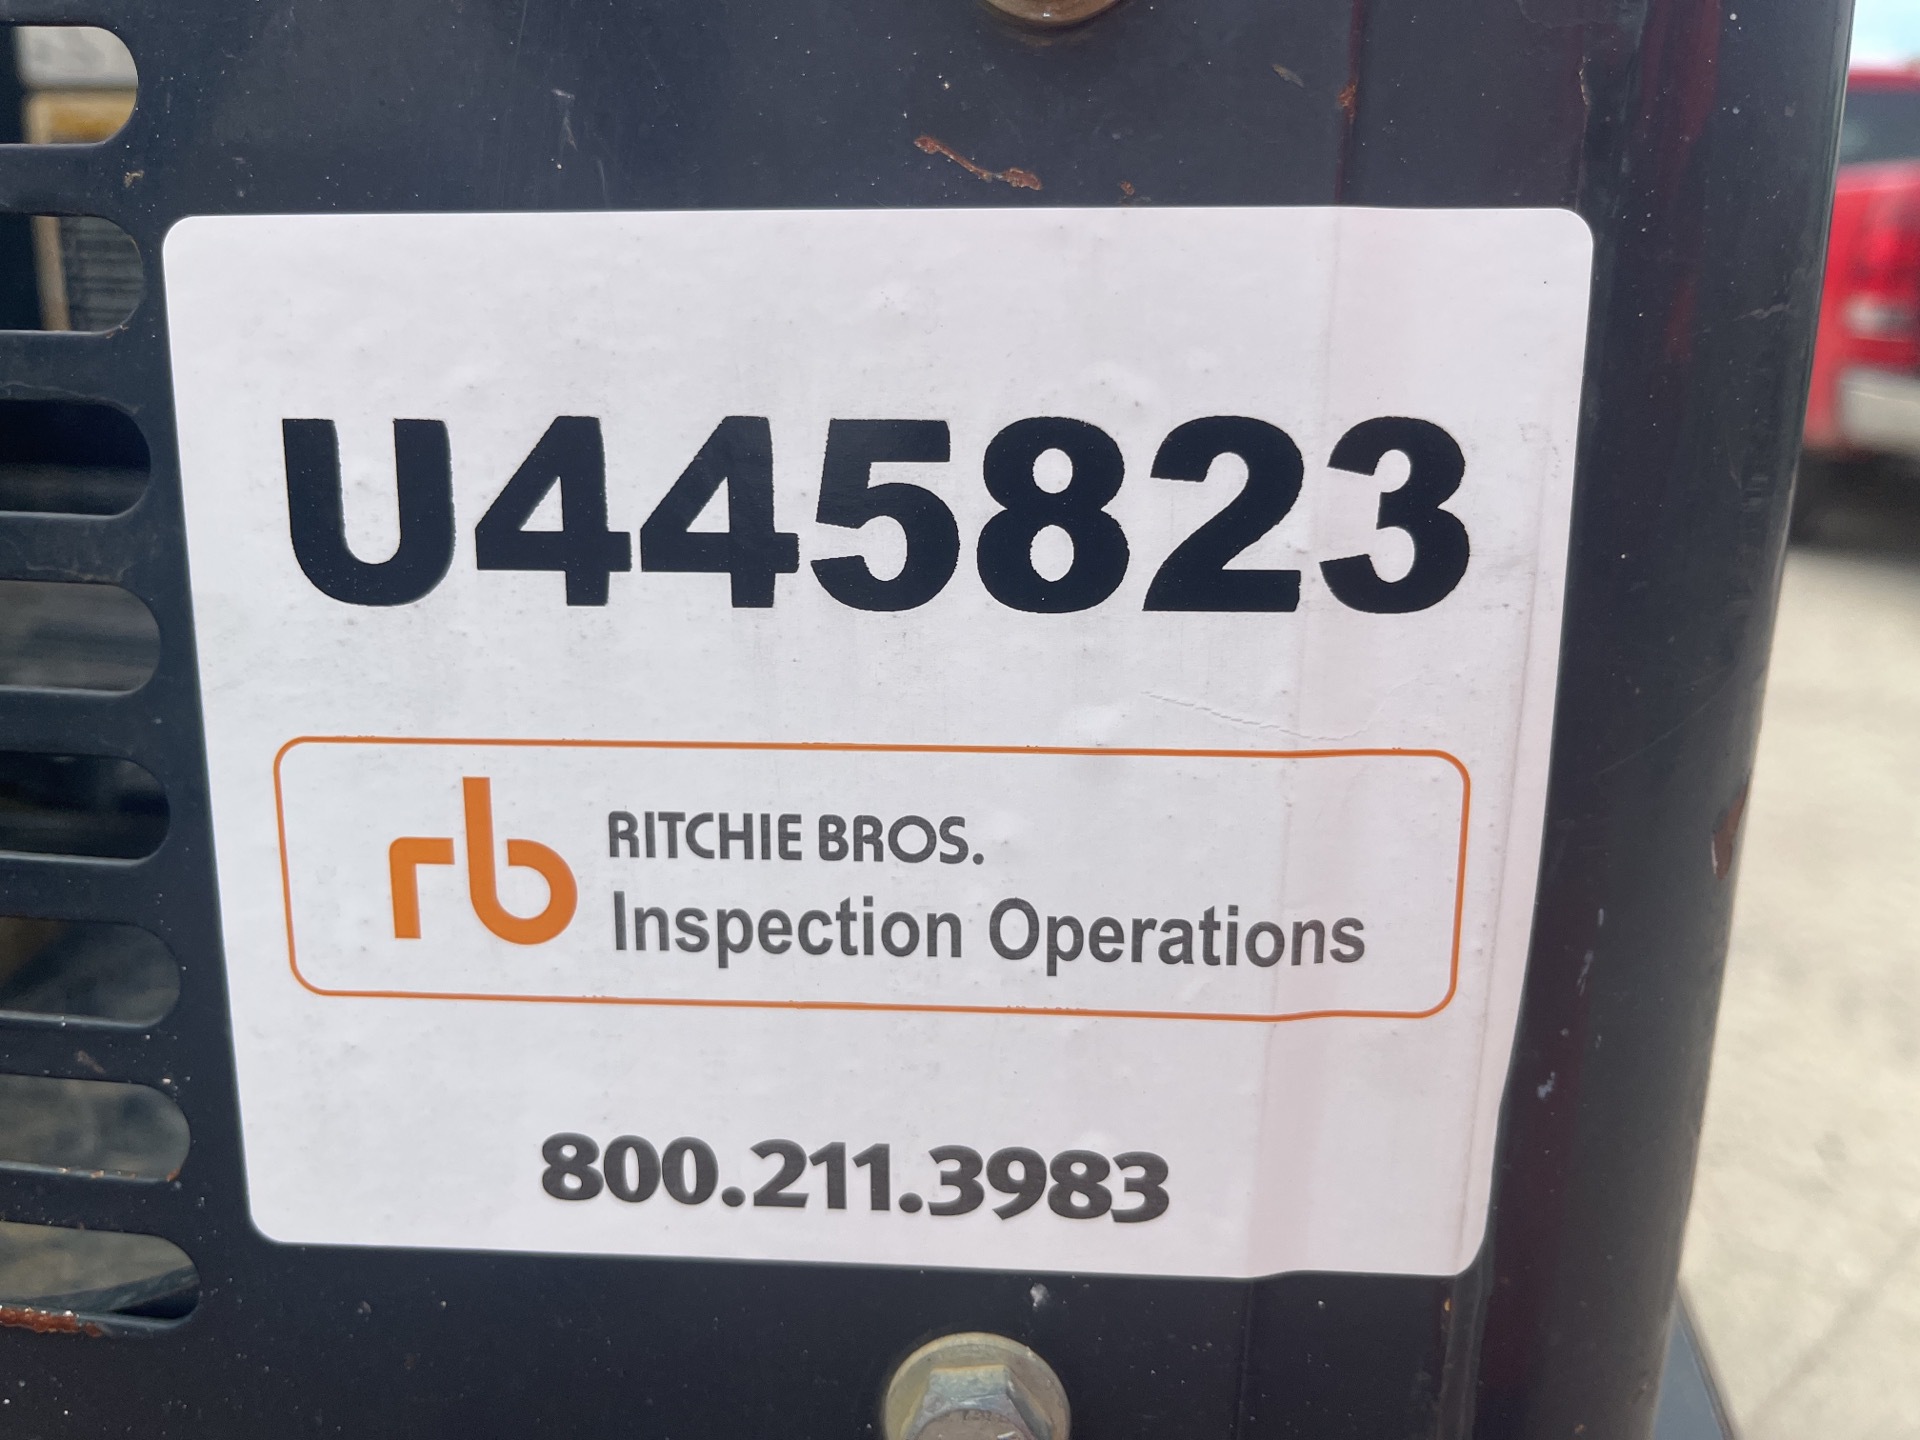 U445823
rb
RITCHIE BROS.
Inspection Operations
800.211.3983